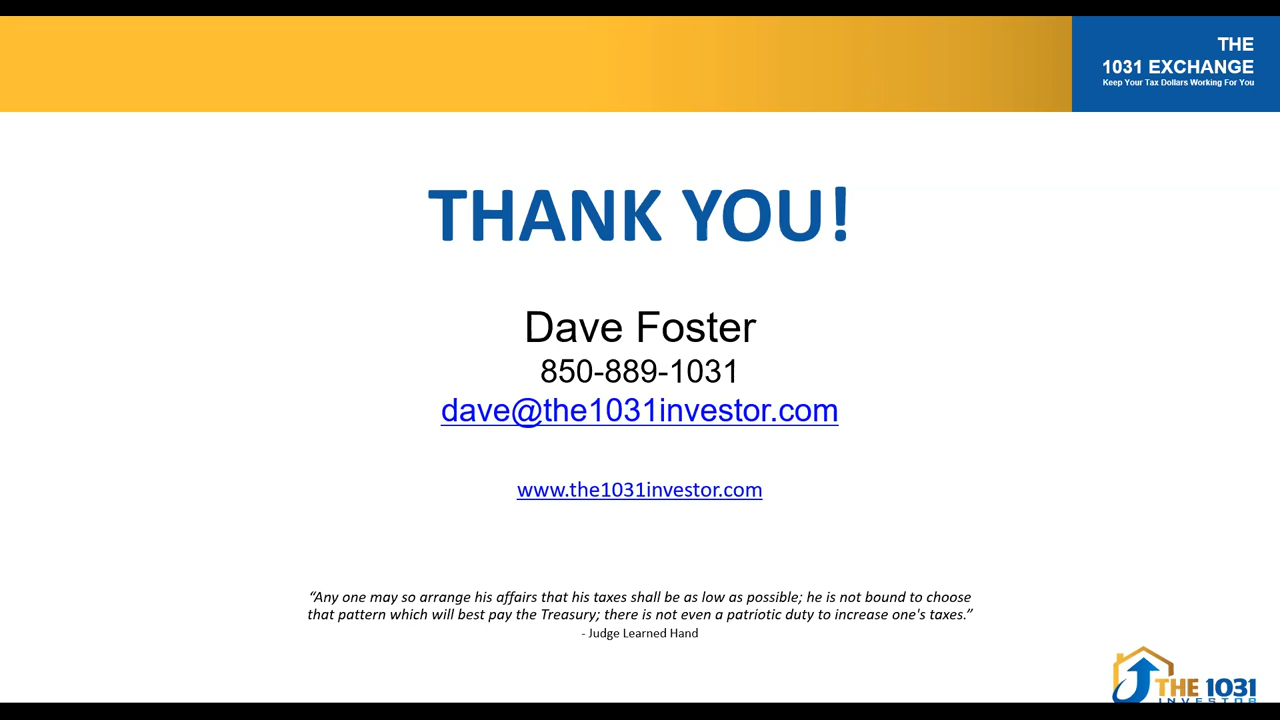 THE
1031 EXCHANGE
Keep Your Tax Dollars Working For You
THANK YOU!
Dave Foster
850-889-1031
dave@the1031investor.com
www.the1031investor.com
“Any one may so arrange his affairs that his taxes shall be as low as possible; he is not bound to choose
that pattern which will best pay the Treasury; there is not even a patriotic duty to increase one's taxes.”
- Judge Learned Hand
THE 1031
INVESTOR